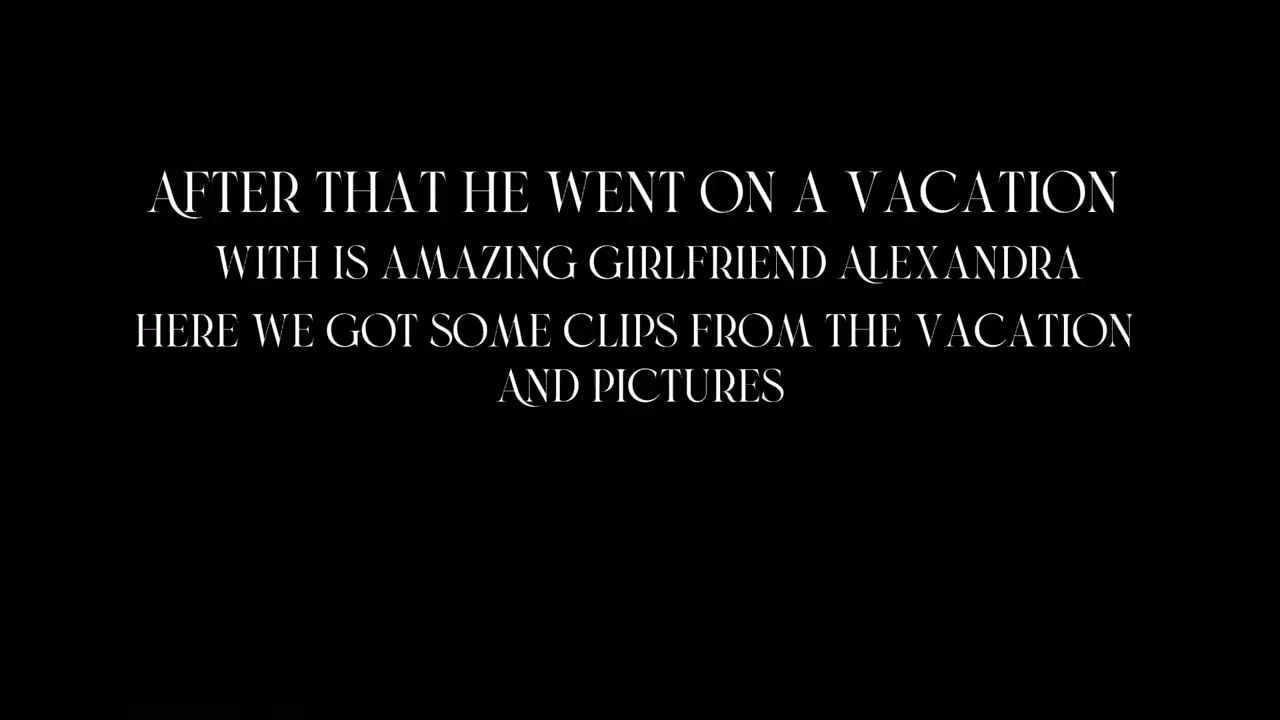 AFTER THAT HE WENT ON A VACATION
WITH IS AMAZING GIRLFRIEND ALEXANDRA
HERE WE GOT SOME CLIPS FROM THE VACATION
AND PICTURES